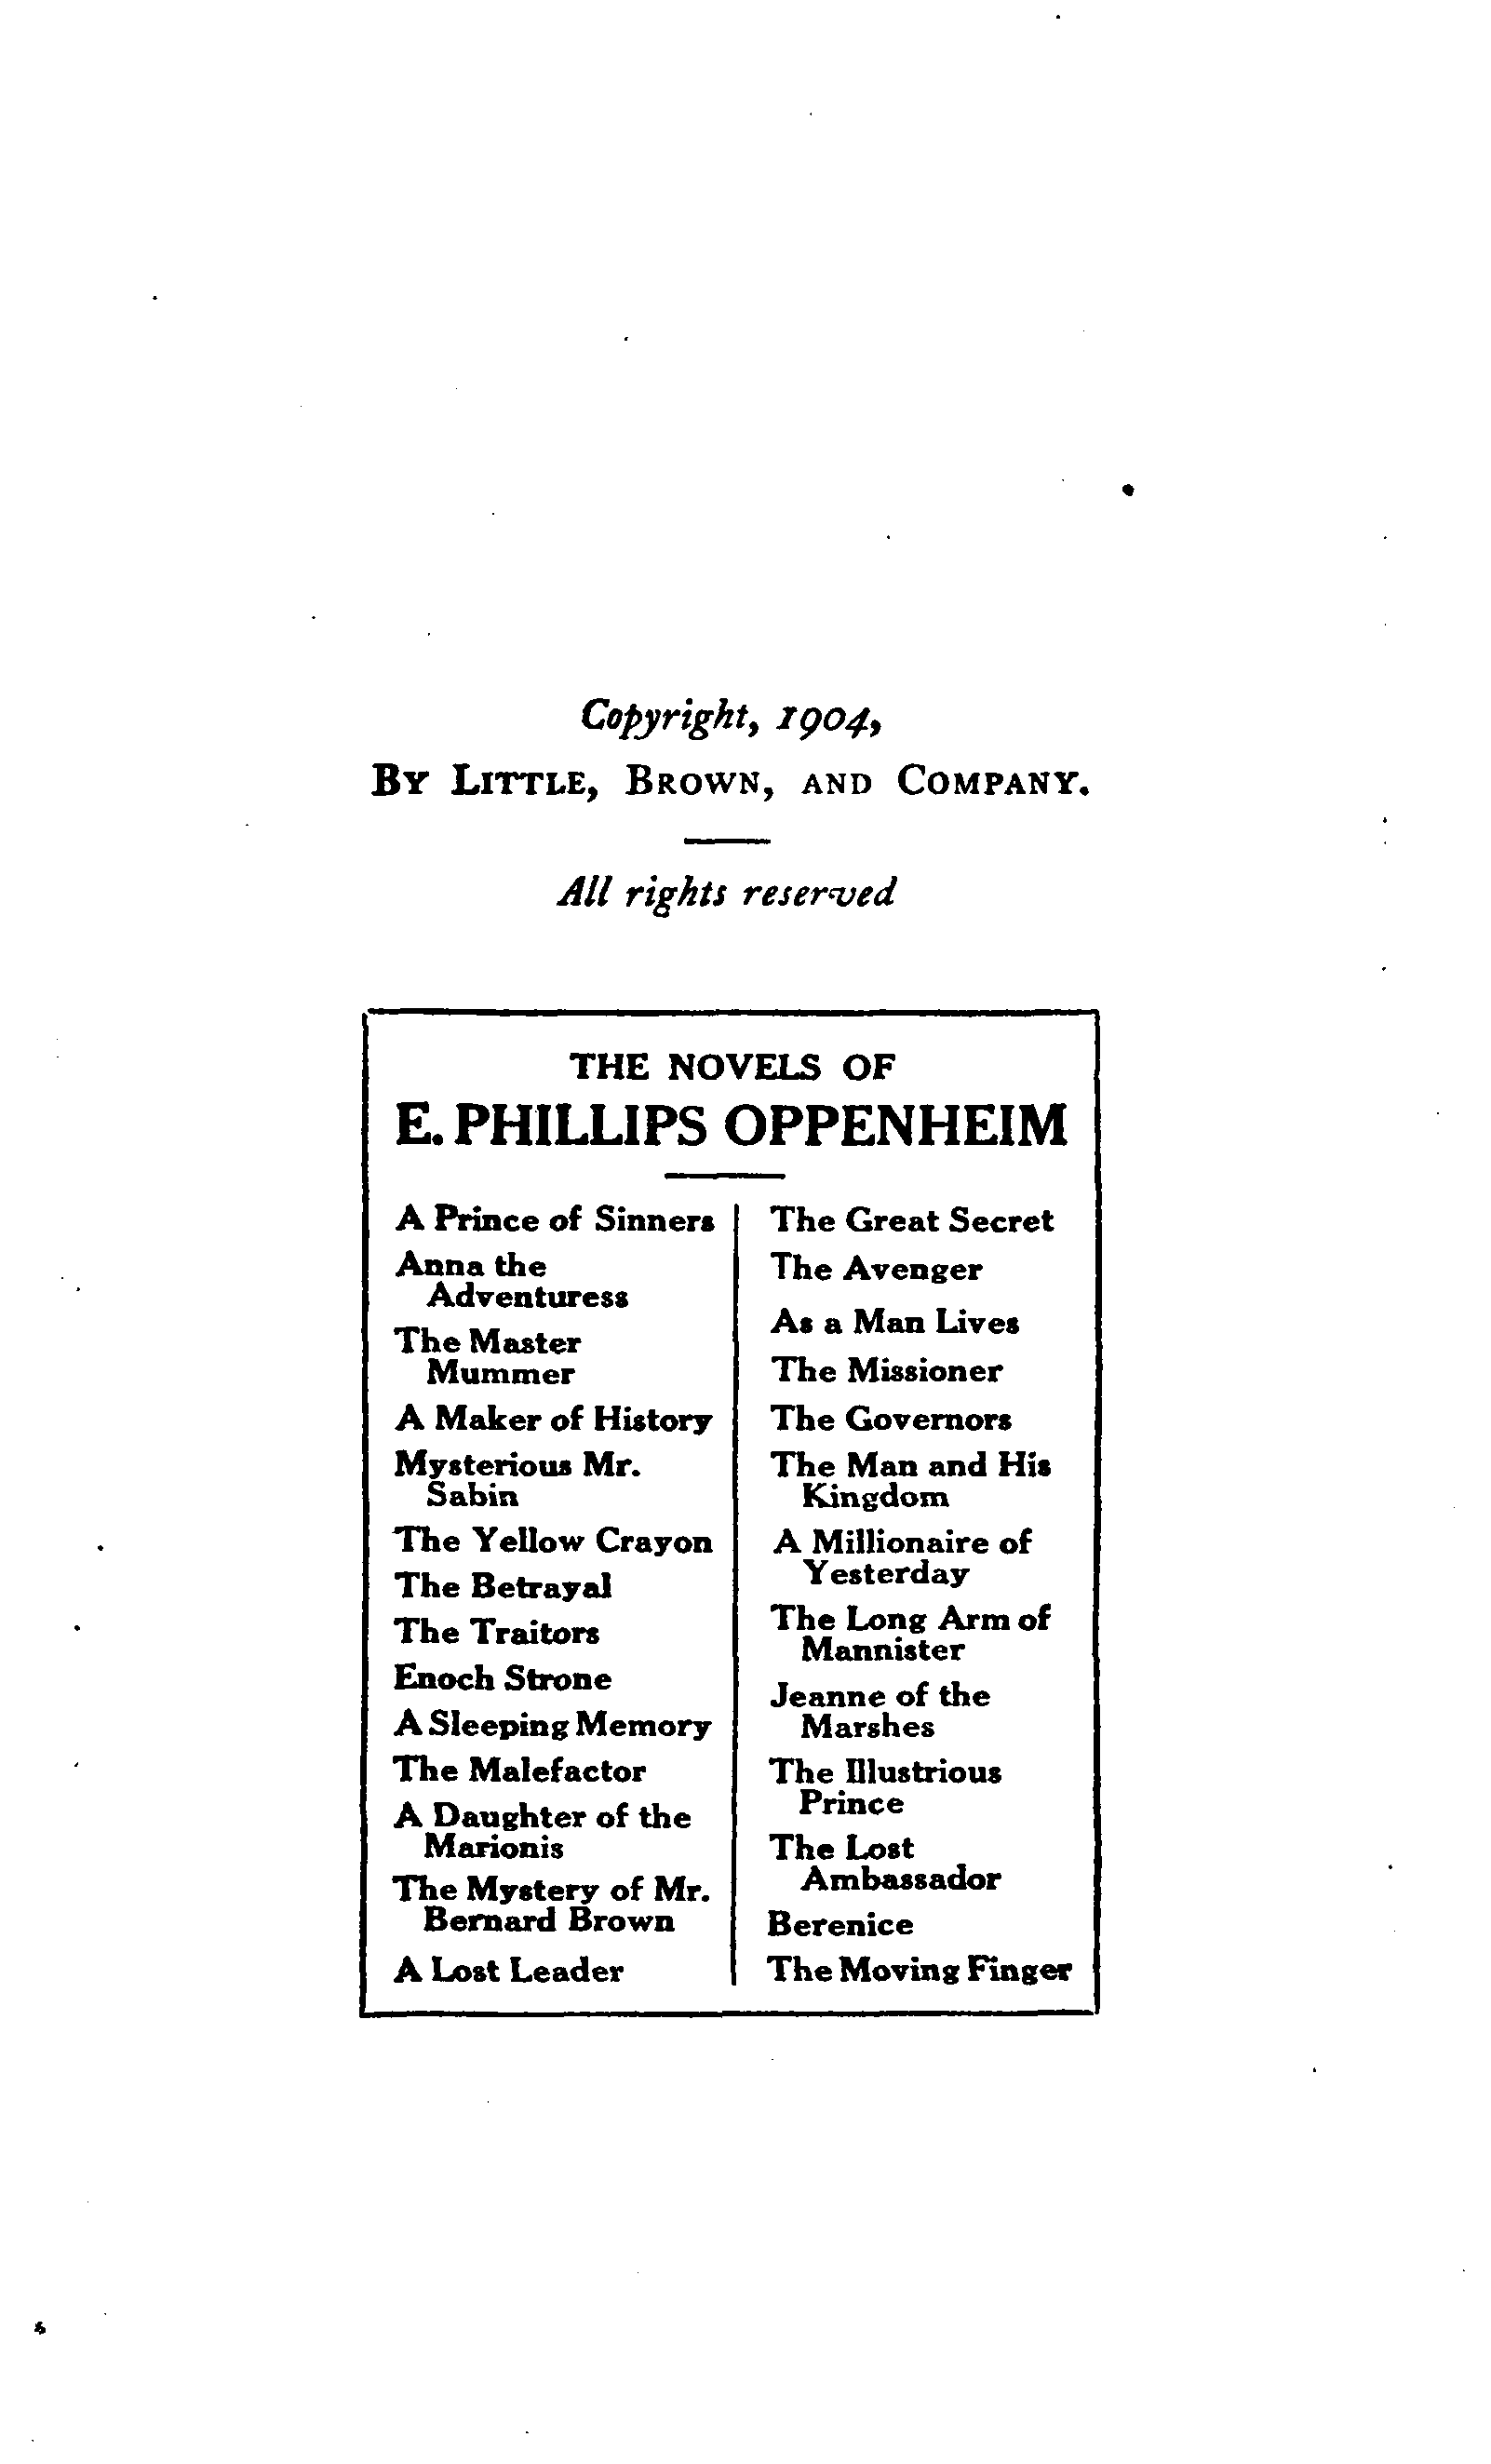 Copyright, 1904,
BY LITTLE, BROWN, AND COMPANY.
All rights reserved
THE NOVELS OF
E. PHILLIPS OPPENHEIM
A Prince of Sinners
Anna the
Adventuress
The Master
Mummer
A Maker of History
Mysterious Mr.
Sabin
The Yellow Crayon
The Betrayal
The Traitors
Enoch Strone
A Sleeping Memory
The Malefactor
A Daughter of the
Marionis
The Mystery of Mr.
Bernard Brown
A Lost Leader
The Great Secret
The Avenger
As a Man Lives
The Missioner
The Governors
The Man and His
Kingdom
A Millionaire of
Yesterday
The Long Arm of
Mannister
Jeanne of the
Marshes
The Illustrious
Prince
The Lost
Ambassador
Berenice
The Moving Finger